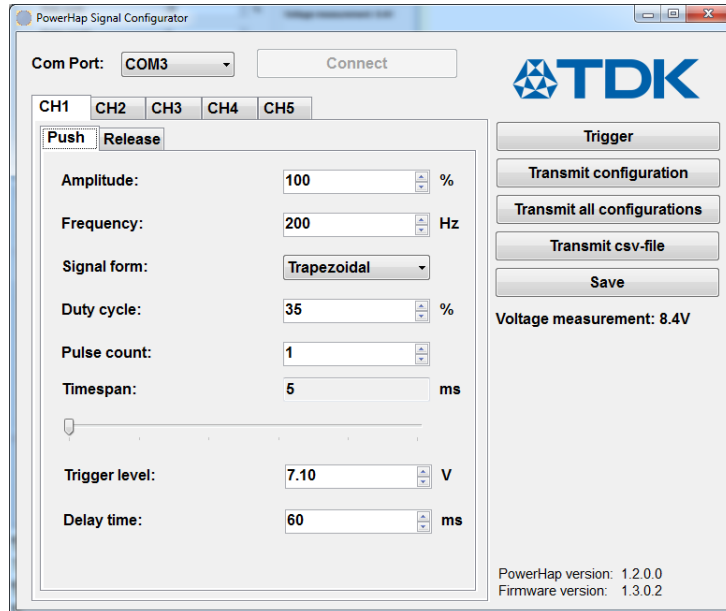 PowerHap Signal Configurator
Com Port: COM3 Connect
TDK
CH1 CH2 CH3 CH4 CH5
Push Release
Amplitude: 100 %
Frequency: 200 Hz
Signal form: Trapezoidal
Duty cycle: 35 %
Pulse count: 1
Timespan: 5 ms
Trigger level: 7.10 V
Delay time: 60 ms
Trigger
Transmit configuration
Transmit all configurations
Transmit csv-file
Save
Voltage measurement: 8.4V
PowerHap version: 1.2.0.0
Firmware version: 1.3.0.2